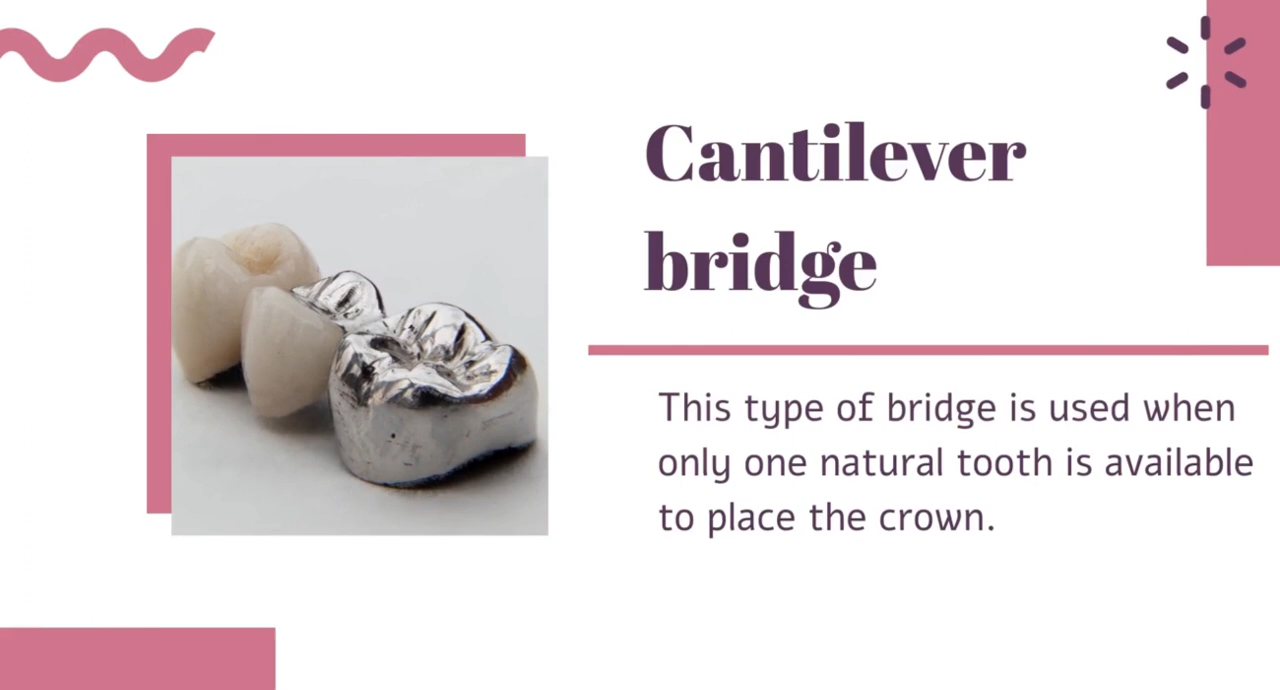 Cantilever
bridge
This type of bridge is used when
only one natural tooth is available
to place the crown.